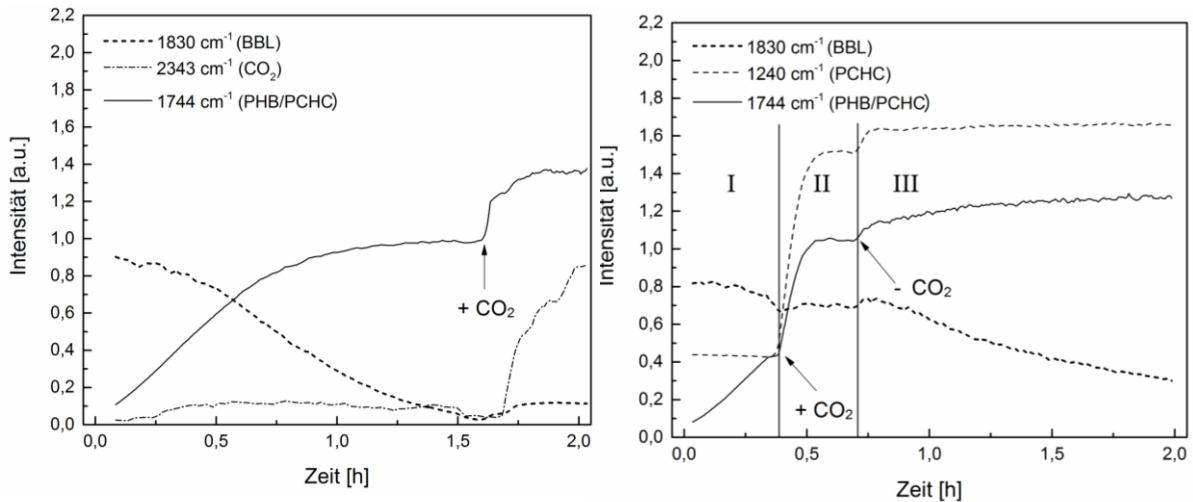 2,2
2,0
1,8
1,6
1,4
1,2
1,0
0,8
0,6
0,4
0,2
0,0
Intensität [a.u.]
1830 cm⁻¹ (BBL)
2343 cm⁻¹ (CO₂)
1744 cm⁻¹ (PHB/PCHC)
+ CO₂
0,0 0,5 1,0 1,5 2,0
Zeit [h]
2,2
2,0
1,8
1,6
1,4
1,2
1,0
0,8
0,6
0,4
0,2
0,0
Intensität [a.u.]
1830 cm⁻¹ (BBL)
1240 cm⁻¹ (PCHC)
1744 cm⁻¹ (PHB/PCHC)
I II III
- CO₂
+ CO₂
0,0 0,5 1,0 1,5 2,0
Zeit [h]